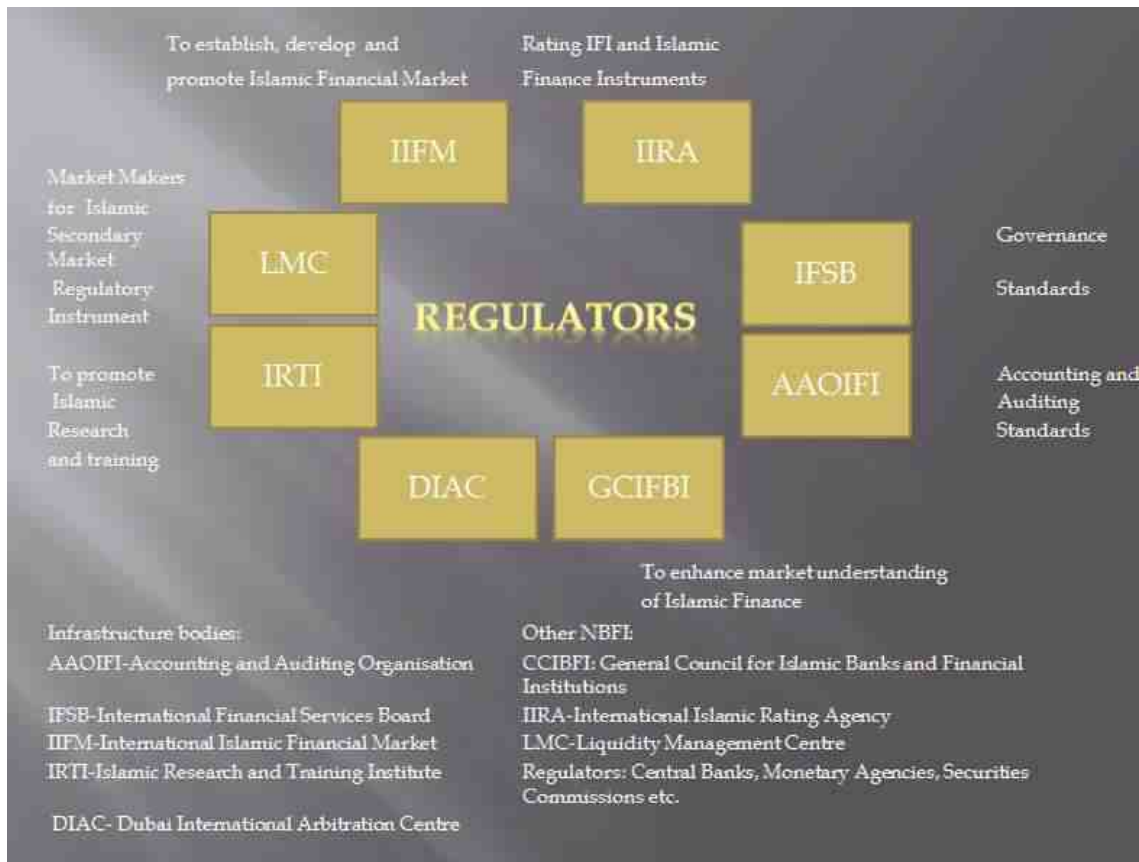 To establish, develop and
promote Islamic Financial Market
Rating IFI and Islamic
Finance Instruments
IIFM
IIRA
Market Makers
for Islamic
Secondary
Market
Regulatory
Instrument
LMC
IFSB
Governance
Standards
REGULATORS
To promote
Islamic
Research
and training
IRTI
AAOIFI
Accounting and
Auditing
Standards
DIAC
GCIFBI
To enhance market understanding
of Islamic Finance
Infrastructure bodies:
AAOIFI-Accounting and Auditing Organisation
IFSB-International Financial Services Board
IIFM-International Islamic Financial Market
IRTI-Islamic Research and Training Institute
DIAC- Dubai International Arbitration Centre
Other NBFI:
CCIBFI: General Council for Islamic Banks and Financial
Institutions
IIRA-International Islamic Rating Agency
LMC-Liquidity Management Centre
Regulators: Central Banks, Monetary Agencies, Securities
Commissions etc.